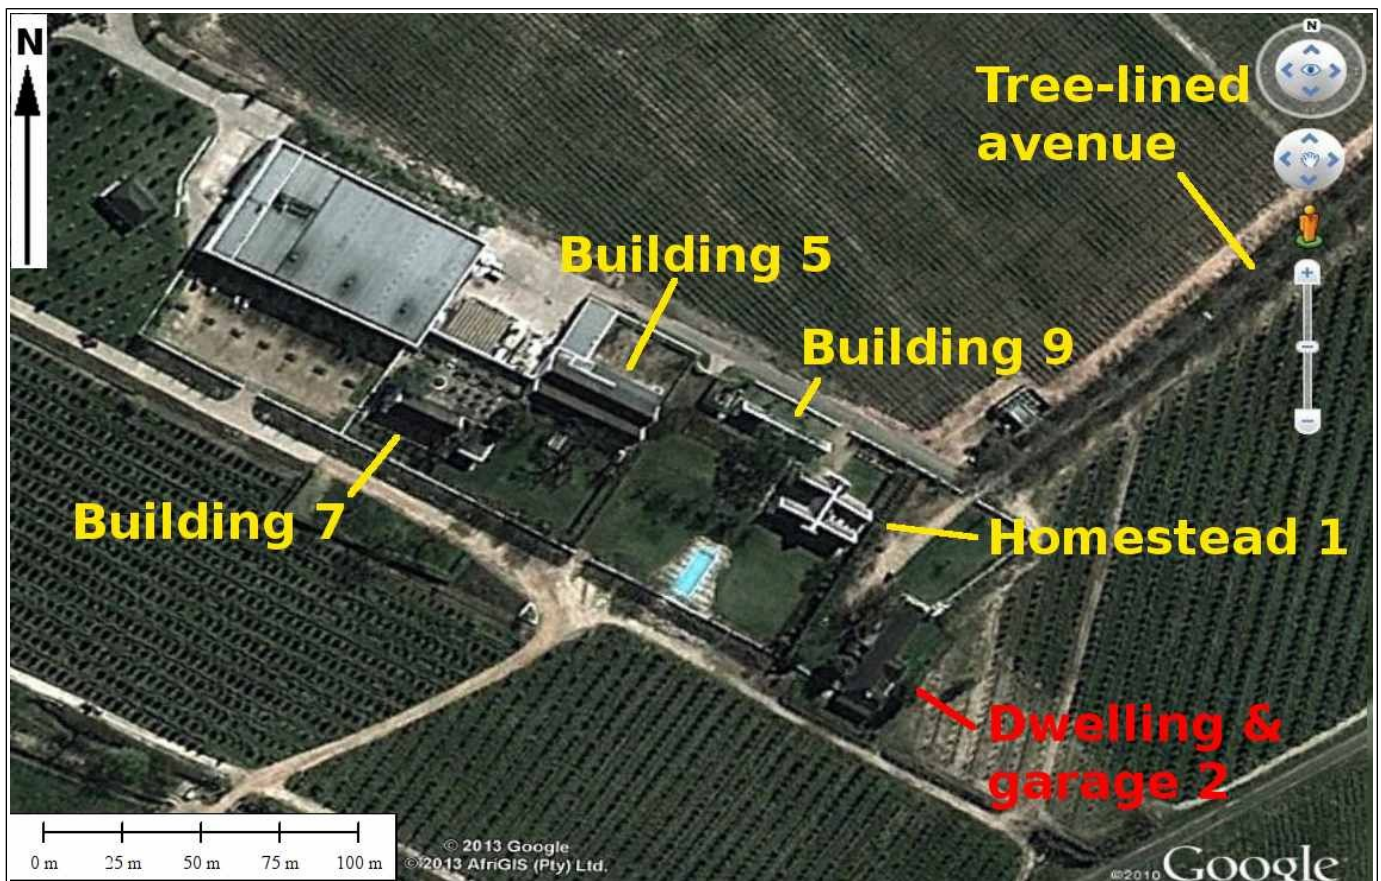 N
N
Tree-lined
avenue
Building 5
Building 9
Building 7
Homestead 1
Dwelling &
garage 2
0 m 25 m 50 m 75 m 100 m
© 2013 Google
©2013 AfriGIS (Pty) Ltd.
©2010 Google